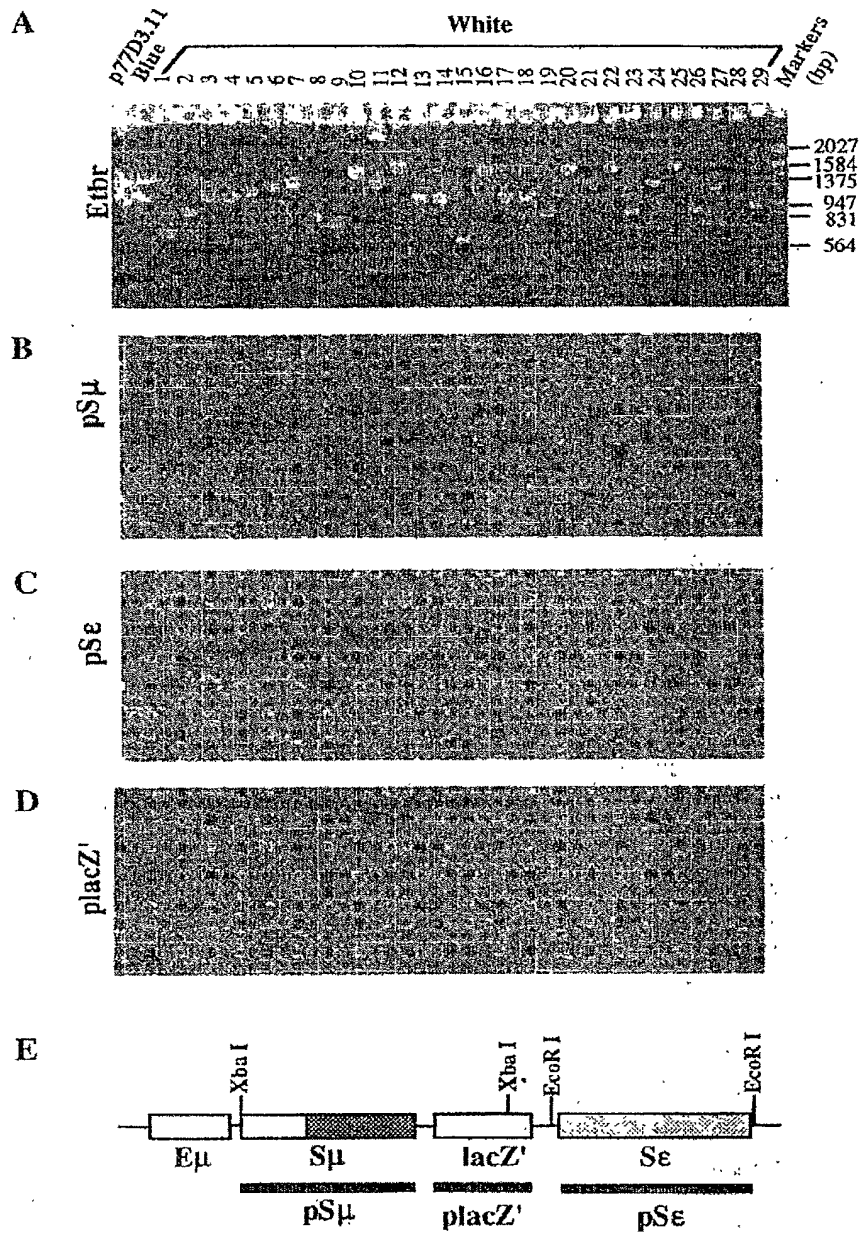 A
White
p77D3.11
Blue
1 2 3 4 5 6 7 8 9 10 11 12 13 14 15 16 17 18 19 20 21 22 23 24 25 26 27 28 29
Markers
(bp)
Etbr
2027
1584
1375
947
831
564
B
pSμ
C
pSε
D
placZ'
E
Xba I
Xba I
EcoR I
EcoR I
Eμ
Sμ
lacZ'
Sε
pSμ
placZ'
pSε